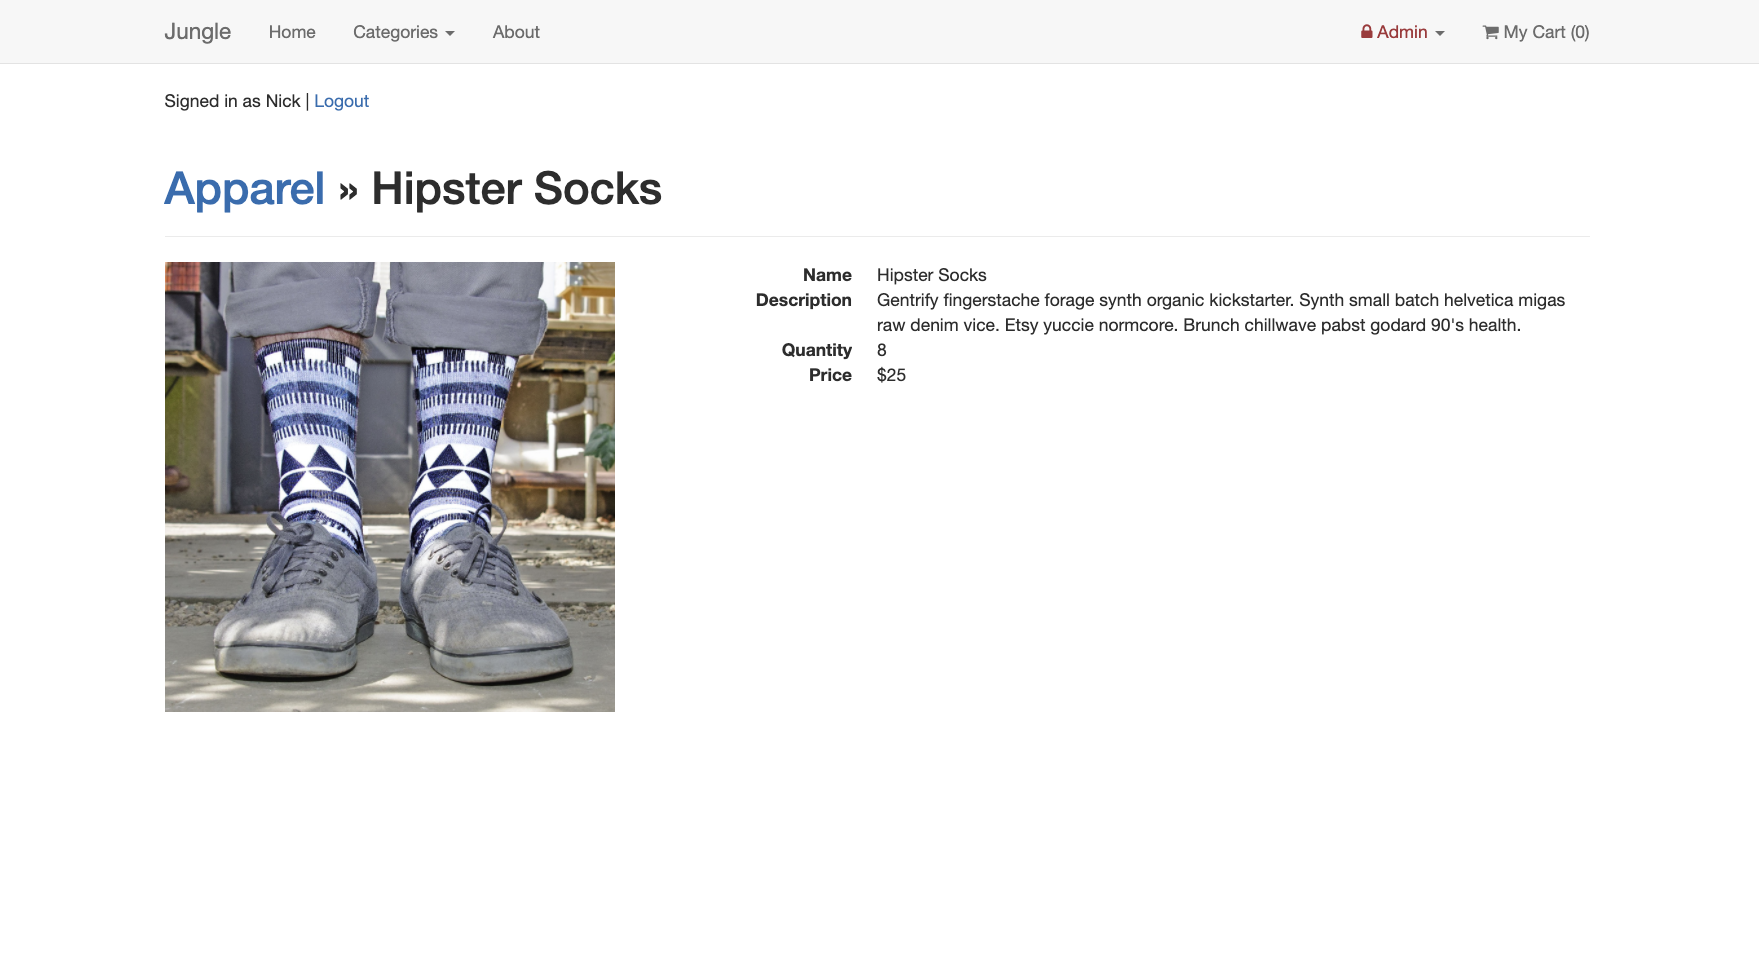 Jungle Home Categories About Admin My Cart (0)
Signed in as Nick | Logout
Apparel » Hipster Socks
Name Hipster Socks
Description Gentrify fingerstache forage synth organic kickstarter. Synth small batch helvetica migas
raw denim vice. Etsy yuccie normcore. Brunch chillwave pabst godard 90's health.
Quantity 8
Price $25